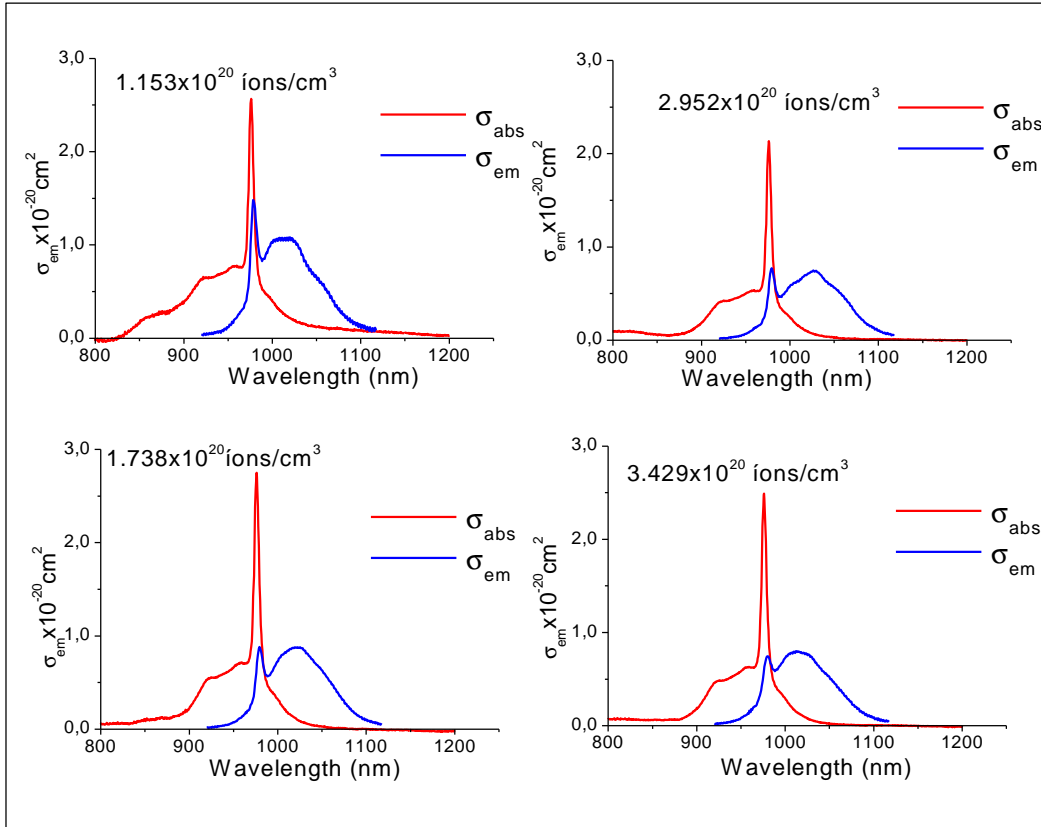 1.153x10²⁰ íons/cm³
σabs
σem
σem x10⁻²⁰cm²
3,0
2,0
1,0
0,0
800 900 1000 1100 1200
Wavelength (nm)
2.952x10²⁰ íons/cm³
σabs
σem
σem x10⁻²⁰cm²
3,0
2,0
1,0
0,0
800 900 1000 1100 1200
Wavelength (nm)
1.738x10²⁰íons/cm³
σabs
σem
σem x10⁻²⁰cm²
3,0
2,0
1,0
0,0
800 900 1000 1100 1200
Wavelength (nm)
3.429x10²⁰ íons/cm³
σabs
σem
σem x10⁻²⁰cm²
3,0
2,0
1,0
0,0
800 900 1000 1100 1200
Wavelength (nm)